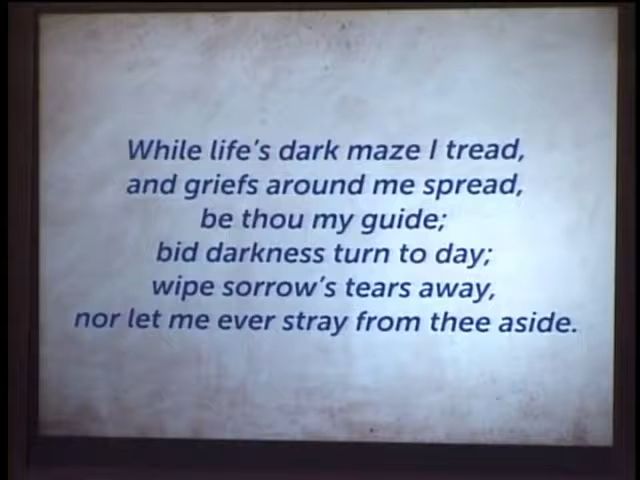 While life's dark maze I tread,
and griefs around me spread,
be thou my guide;
bid darkness turn to day;
wipe sorrow's tears away,
nor let me ever stray from thee aside.